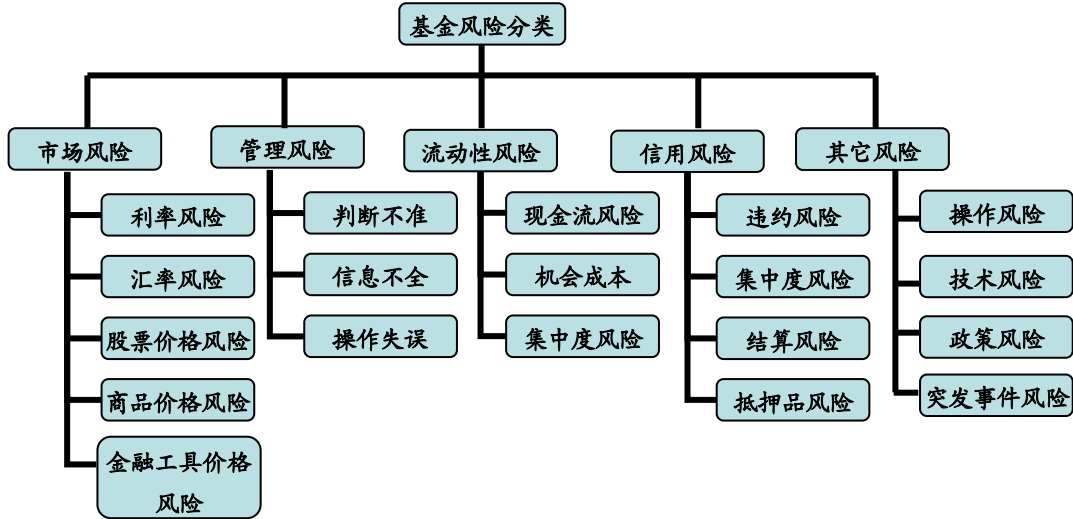 基金风险分类
市场风险
利率风险
汇率风险
股票价格风险
商品价格风险
金融工具价格
风险
管理风险
判断不准
信息不全
操作失误
流动性风险
现金流风险
机会成本
集中度风险
信用风险
违约风险
集中度风险
结算风险
抵押品风险
其它风险
操作风险
技术风险
政策风险
突发事件风险